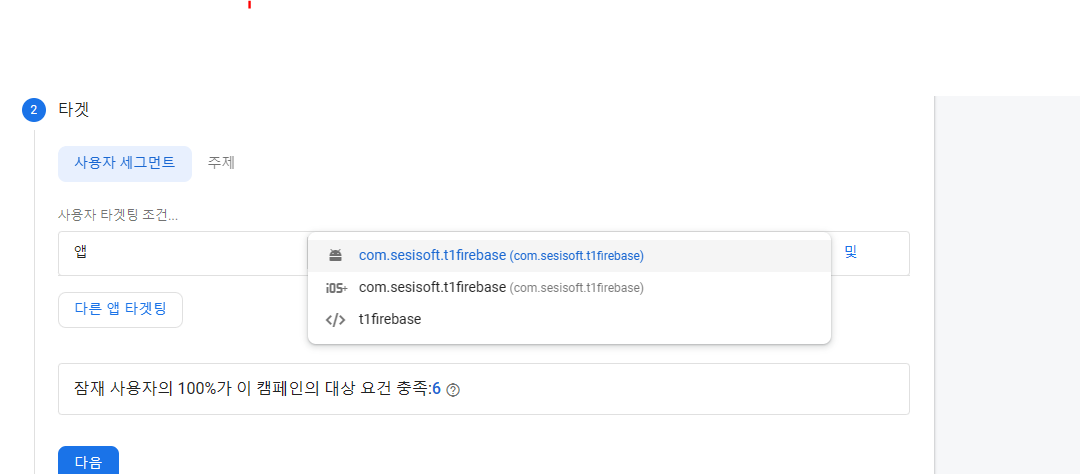 2 타겟
사용자 세그먼트 주제
사용자 타겟팅 조건...
앱 com.sesisoft.t1firebase (com.sesisoft.t1firebase) 및
iOS+ com.sesisoft.t1firebase (com.sesisoft.t1firebase)
다른 앱 타겟팅
</> t1firebase
잠재 사용자의 100%가 이 캠페인의 대상 요건 충족:6
다음